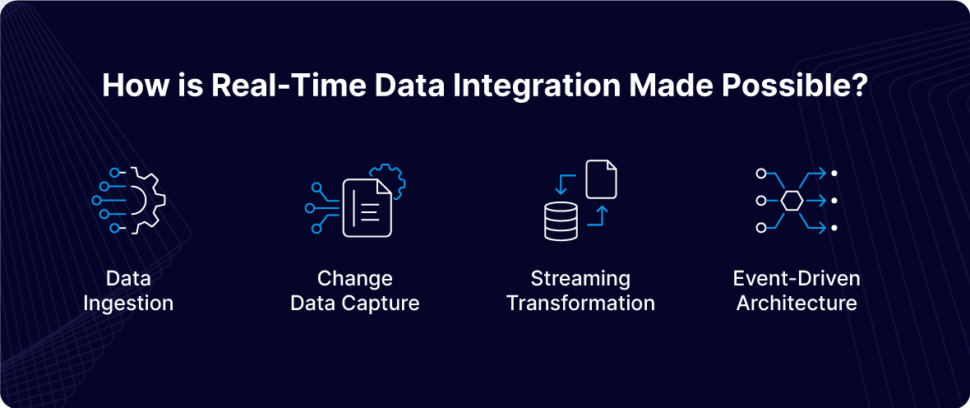 How is Real-Time Data Integration Made Possible?
Data
Ingestion
Change
Data Capture
Streaming
Transformation
Event-Driven
Architecture